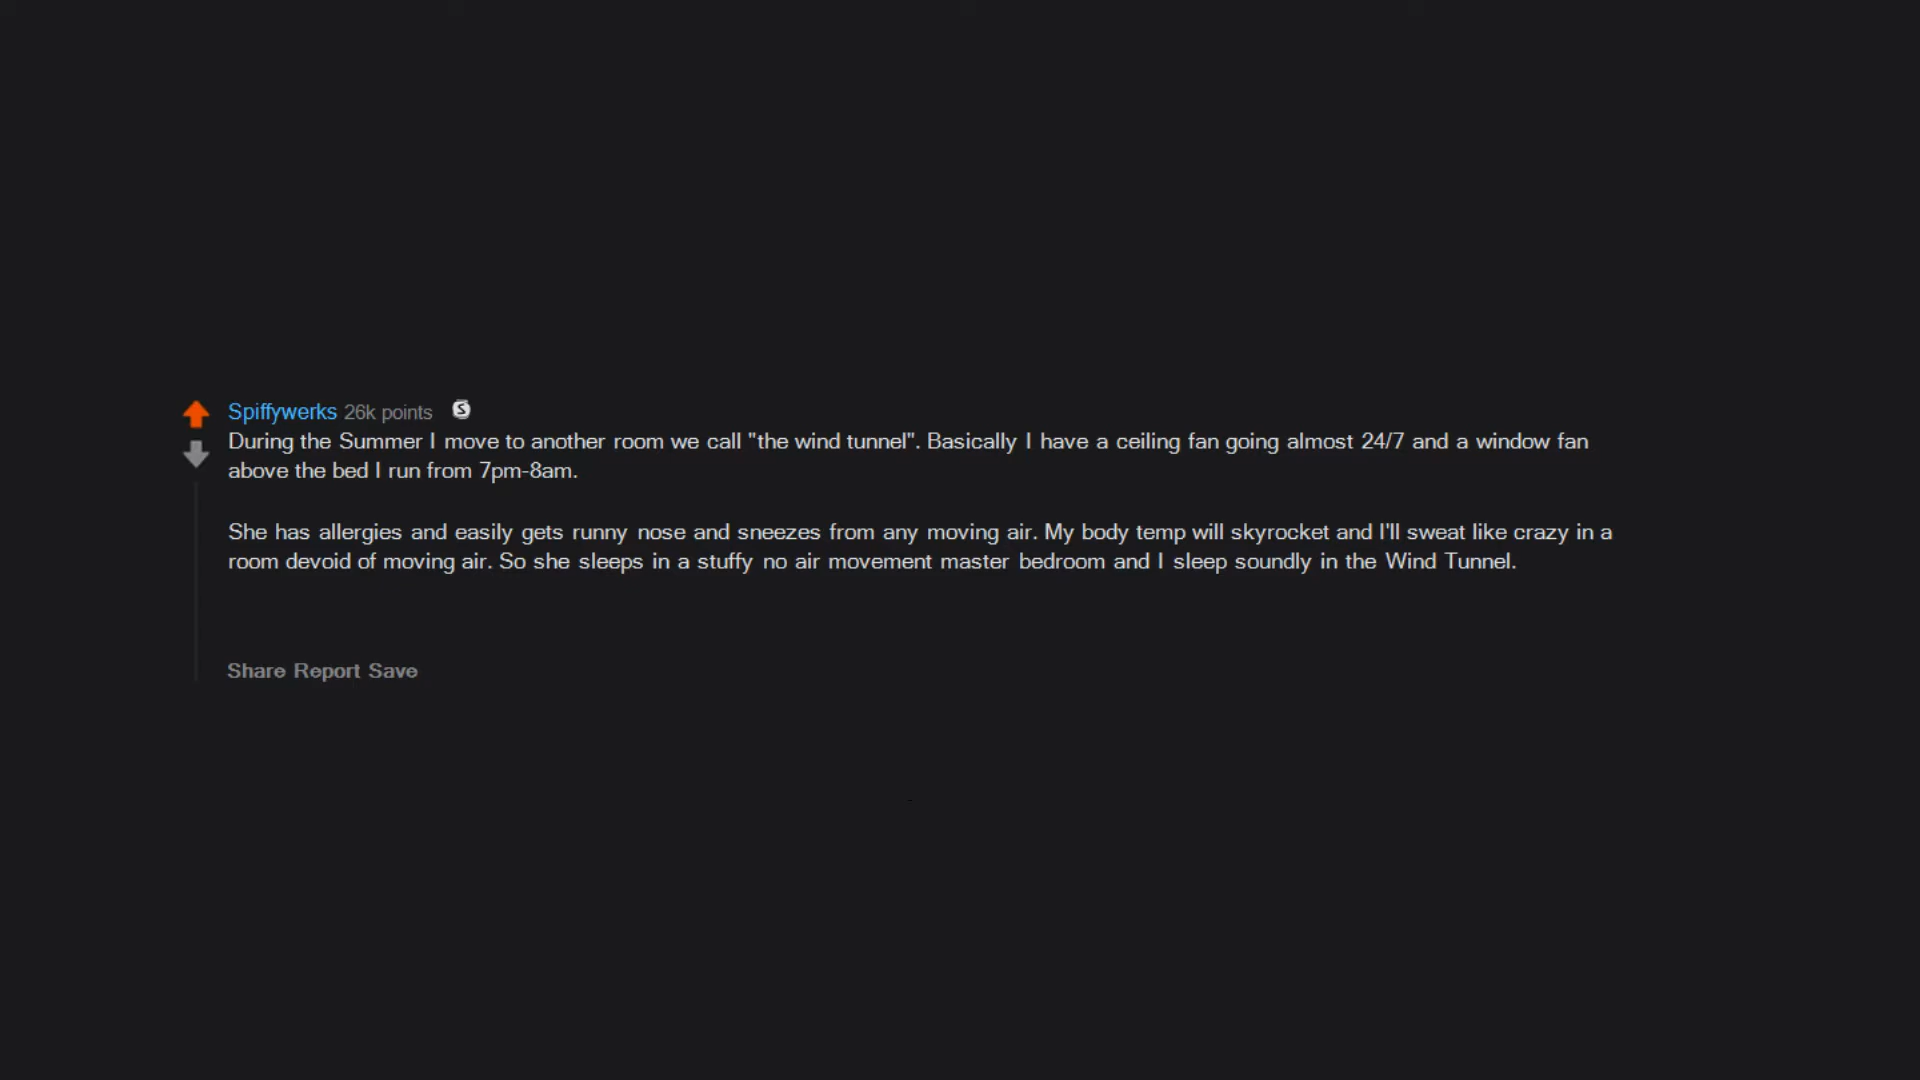 Spiffywerks 26k points S
During the Summer I move to another room we call "the wind tunnel". Basically I have a ceiling fan going almost 24/7 and a window fan
above the bed I run from 7pm-8am.
She has allergies and easily gets runny nose and sneezes from any moving air. My body temp will skyrocket and I'll sweat like crazy in a
room devoid of moving air. So she sleeps in a stuffy no air movement master bedroom and I sleep soundly in the Wind Tunnel.
Share Report Save